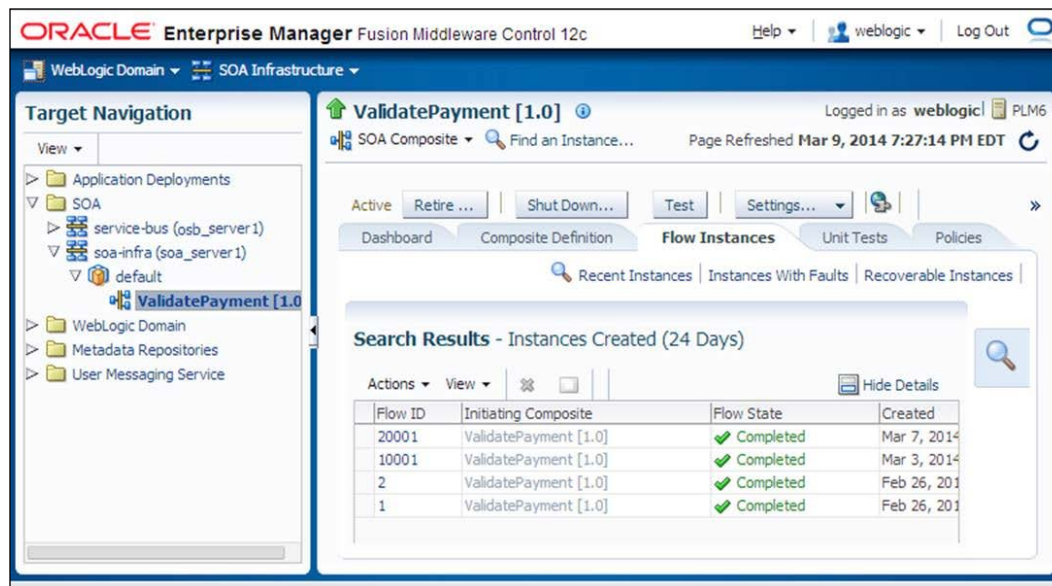 ORACLE Enterprise Manager Fusion Middleware Control 12c
Help
weblogic
Log Out
WebLogic Domain
SOA Infrastructure
Target Navigation
View
Application Deployments
SOA
service-bus (osb_server1)
soa-infra (soa_server1)
default
ValidatePayment [1.0
WebLogic Domain
Metadata Repositories
User Messaging Service
ValidatePayment [1.0]
Logged in as weblogic
PLM6
SOA Composite
Find an Instance...
Page Refreshed Mar 9, 2014 7:27:14 PM EDT
Active
Retire ...
Shut Down...
Test
Settings...
Dashboard
Composite Definition
Flow Instances
Unit Tests
Policies
Recent Instances
Instances With Faults
Recoverable Instances
Search Results - Instances Created (24 Days)
Actions
View
Hide Details
Flow ID Initiating Composite Flow State Created
20001 ValidatePayment [1.0] Completed Mar 7, 2014
10001 ValidatePayment [1.0] Completed Mar 3, 2014
2 ValidatePayment [1.0] Completed Feb 26, 201
1 ValidatePayment [1.0] Completed Feb 26, 201